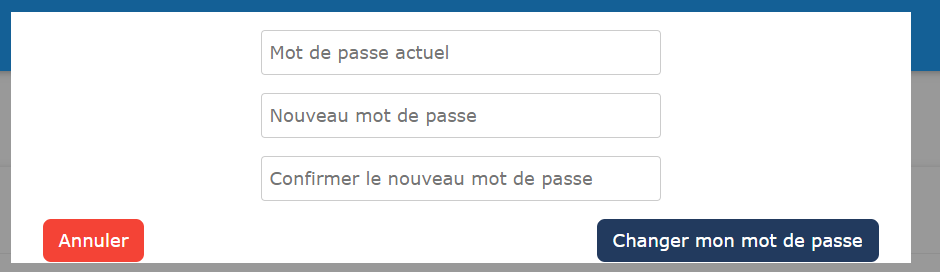 Mot de passe actuel
Nouveau mot de passe
Confirmer le nouveau mot de passe
Annuler
Changer mon mot de passe